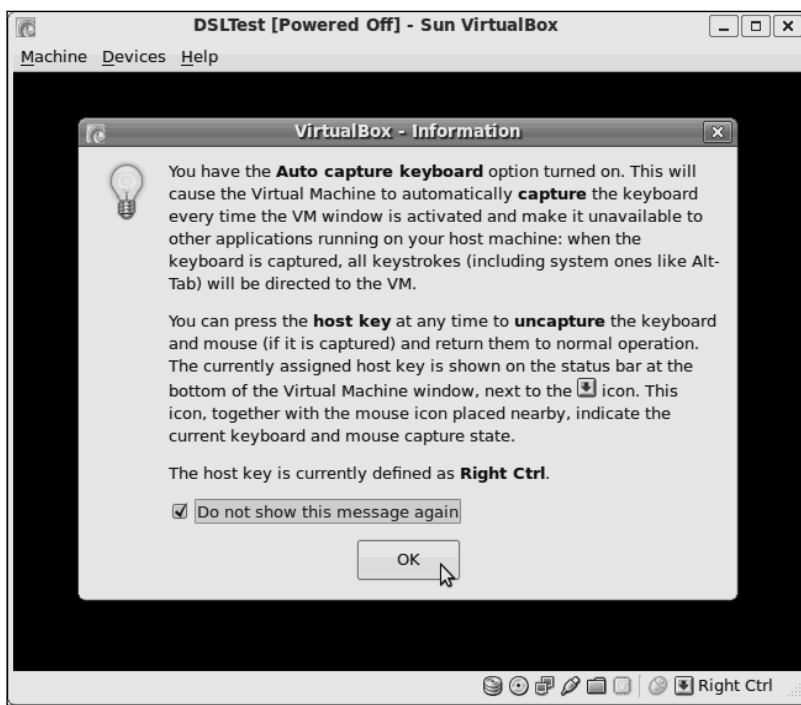 DSLTest [Powered Off] - Sun VirtualBox
Machine Devices Help
VirtualBox - Information
You have the Auto capture keyboard option turned on. This will
cause the Virtual Machine to automatically capture the keyboard
every time the VM window is activated and make it unavailable to
other applications running on your host machine: when the
keyboard is captured, all keystrokes (including system ones like Alt-
Tab) will be directed to the VM.
You can press the host key at any time to uncapture the keyboard
and mouse (if it is captured) and return them to normal operation.
The currently assigned host key is shown on the status bar at the
bottom of the Virtual Machine window, next to the icon. This
icon, together with the mouse icon placed nearby, indicate the
current keyboard and mouse capture state.
The host key is currently defined as Right Ctrl.
Do not show this message again
OK
Right Ctrl